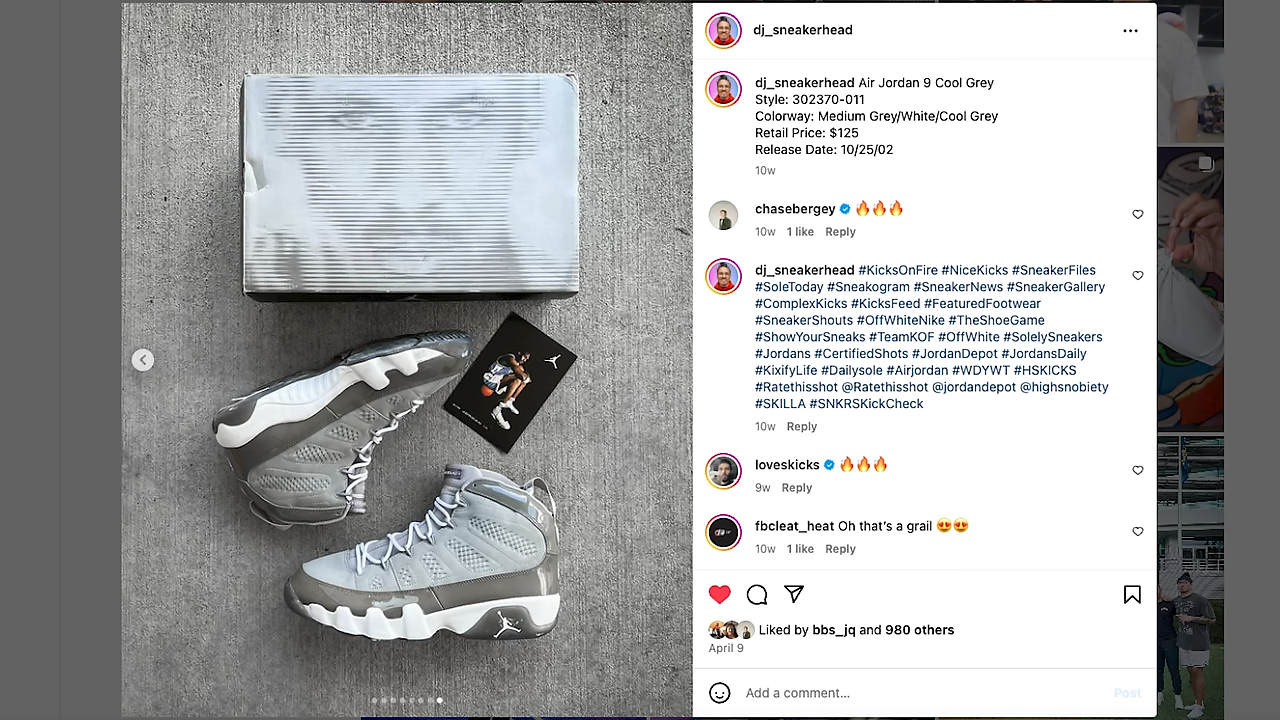 dj_sneakerhead
dj_sneakerhead Air Jordan 9 Cool Grey
Style: 302370-011
Colorway: Medium Grey/White/Cool Grey
Retail Price: $125
Release Date: 10/25/02
10w
chasebergey 🔥🔥🔥
10w 1 like Reply
dj_sneakerhead #KicksOnFire #NiceKicks #SneakerFiles
#SoleToday #Sneakogram #SneakerNews #SneakerGallery
#ComplexKicks #KicksFeed #FeaturedFootwear
#SneakerShouts #OffWhiteNike #TheShoeGame
#ShowYourSneaks #TeamKOF #OffWhite #SolelySneakers
#Jordans #CertifiedShots #JordanDepot #JordansDaily
#KixifyLife #Dailysole #Airjordan #WDYWT #HSKICKS
#Ratethisshot @Ratethisshot @jordandepot @highsnobiety
#SKILLA #SNKRSKickCheck
10w Reply
loveskicks 🔥🔥🔥
9w Reply
fbcleat_heat Oh that's a grail 😍😍
10w 1 like Reply
Liked by bbs_jq and 980 others
April 9
Add a comment...
Post